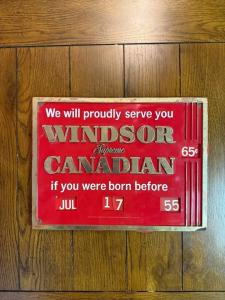 We will proudly serve you
WINDSOR
Supreme
CANADIAN
65¢
if you were born before
JUL 17 55